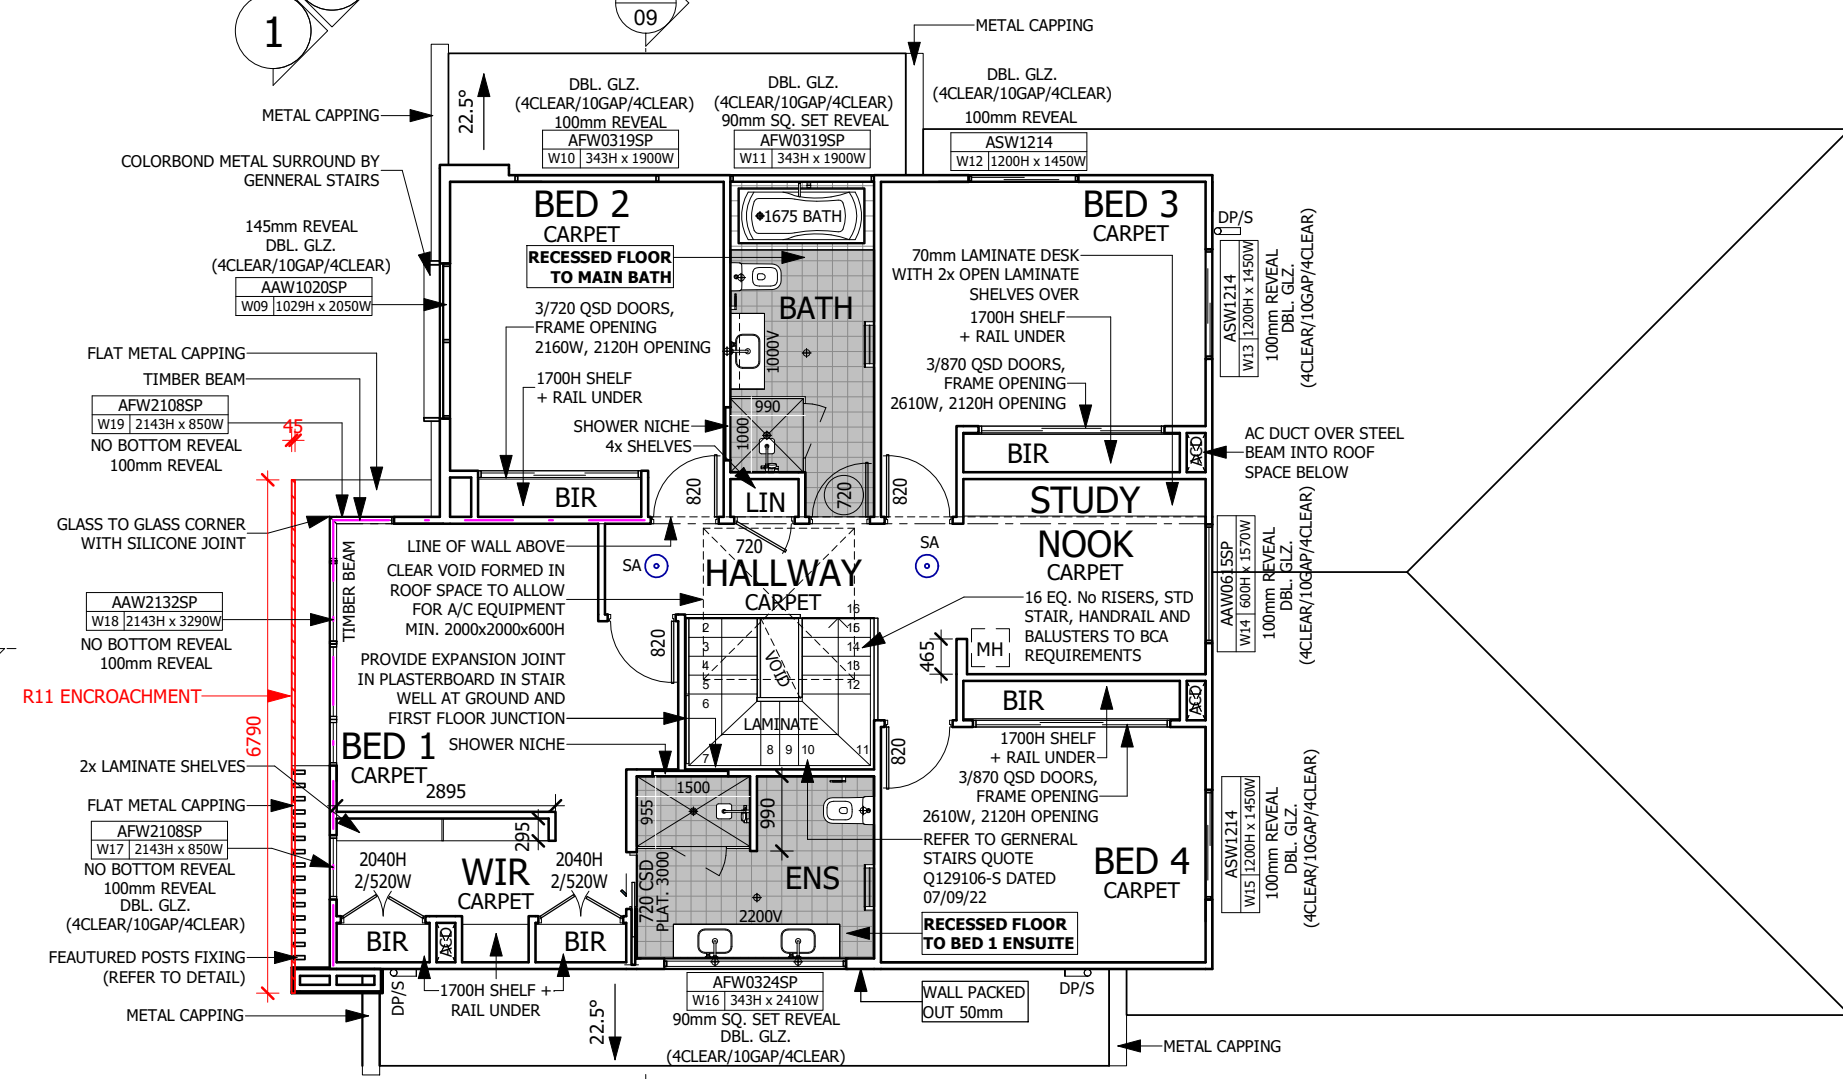 1
09
METAL CAPPING
METAL CAPPING
22.5°
DBL. GLZ.
(4CLEAR/10GAP/4CLEAR)
100mm REVEAL
AFW0319SP
W10 343H x 1900W
DBL. GLZ.
(4CLEAR/10GAP/4CLEAR)
90mm SQ. SET REVEAL
AFW0319SP
W11 343H x 1900W
DBL. GLZ.
(4CLEAR/10GAP/4CLEAR)
100mm REVEAL
ASW1214
W12 1200H x 1450W
COLORBOND METAL SURROUND BY
GENNERAL STAIRS
145mm REVEAL
DBL. GLZ.
(4CLEAR/10GAP/4CLEAR)
AAW1020SP
W09 1029H x 2050W
FLAT METAL CAPPING
TIMBER BEAM
AFW2108SP
W19 2143H x 850W
NO BOTTOM REVEAL
100mm REVEAL
45
GLASS TO GLASS CORNER
WITH SILICONE JOINT
AAW2132SP
W18 2143H x 3290W
NO BOTTOM REVEAL
100mm REVEAL
R11 ENCROACHMENT
6790
2x LAMINATE SHELVES
FLAT METAL CAPPING
AFW2108SP
W17 2143H x 850W
NO BOTTOM REVEAL
100mm REVEAL
DBL. GLZ.
(4CLEAR/10GAP/4CLEAR)
FEAUTURED POSTS FIXING
(REFER TO DETAIL)
METAL CAPPING
BED 2
CARPET
RECESSED FLOOR
TO MAIN BATH
3/720 QSD DOORS,
FRAME OPENING
2160W, 2120H OPENING
1700H SHELF
+ RAIL UNDER
SHOWER NICHE
4x SHELVES
BIR
820
1675 BATH
BATH
1000V
990
1000
LIN
720
720
820
BED 3
CARPET
70mm LAMINATE DESK
WITH 2x OPEN LAMINATE
SHELVES OVER
1700H SHELF
+ RAIL UNDER
3/870 QSD DOORS,
FRAME OPENING
2610W, 2120H OPENING
BIR
ACD
DP/S
ASW1214
W13 1200H x 1450W
100mm REVEAL
DBL. GLZ.
(4CLEAR/10GAP/4CLEAR)
AC DUCT OVER STEEL
BEAM INTO ROOF
SPACE BELOW
STUDY
NOOK
CARPET
AAW0615SP
W14 600H x 1570W
100mm REVEAL
DBL. GLZ.
(4CLEAR/10GAP/4CLEAR)
TIMBER BEAM
LINE OF WALL ABOVE
CLEAR VOID FORMED IN
ROOF SPACE TO ALLOW
FOR A/C EQUIPMENT
MIN. 2000x2000x600H
PROVIDE EXPANSION JOINT
IN PLASTERBOARD IN STAIR
WELL AT GROUND AND
FIRST FLOOR JUNCTION
SHOWER NICHE
SA
SA
HALLWAY
CARPET
820
2
3
4
5
6
7
8
9
10
11
12
13
14
15
16
VOID
LAMINATE
16 EQ. No RISERS, STD
STAIR, HANDRAIL AND
BALUSTERS TO BCA
REQUIREMENTS
465
MH
BIR
ACD
1700H SHELF
+ RAIL UNDER
3/870 QSD DOORS,
FRAME OPENING
2610W, 2120H OPENING
820
REFER TO GERNERAL
STAIRS QUOTE
Q129106-S DATED
07/09/22
RECESSED FLOOR
TO BED 1 ENSUITE
BED 4
CARPET
ASW1214
W15 1200H x 1450W
100mm REVEAL
DBL. GLZ.
(4CLEAR/10GAP/4CLEAR)
BED 1
CARPET
2895
295
2040H
2/520W
WIR
CARPET
2040H
2/520W
BIR
ACD
BIR
1500
955
990
720 CSD
PLAT. 3000
ENS
2200V
DP/S
1700H SHELF +
RAIL UNDER
22.5°
AFW0324SP
W16 343H x 2410W
90mm SQ. SET REVEAL
DBL. GLZ.
(4CLEAR/10GAP/4CLEAR)
WALL PACKED
OUT 50mm
DP/S
METAL CAPPING